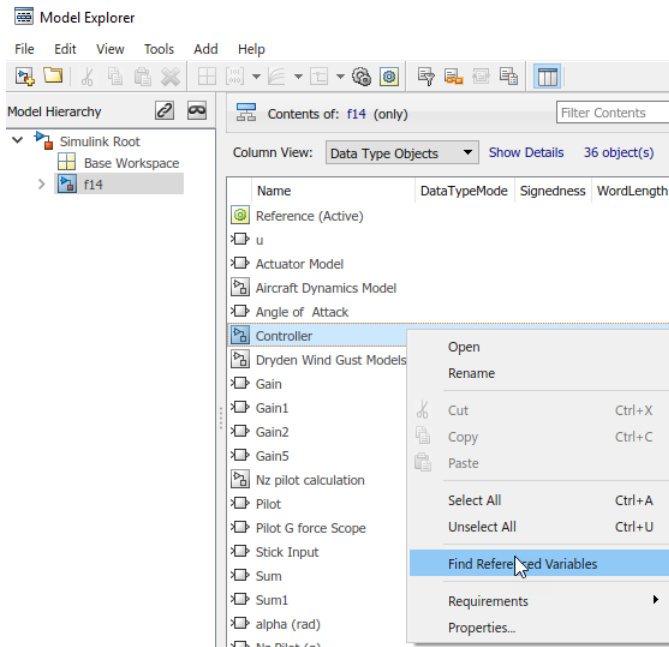 Model Explorer
File Edit View Tools Add Help
Model Hierarchy
Simulink Root
Base Workspace
f14
Contents of: f14 (only)
Filter Contents
Column View: Data Type Objects Show Details 36 object(s)
Name DataTypeMode Signedness WordLength
Reference (Active)
u
Actuator Model
Aircraft Dynamics Model
Angle of Attack
Controller
Dryden Wind Gust Models
Gain
Gain1
Gain2
Gain5
Nz pilot calculation
Pilot
Pilot G force Scope
Stick Input
Sum
Sum1
alpha (rad)
Nz Pilot (g)
Open
Rename
Cut Ctrl+X
Copy Ctrl+C
Paste
Select All Ctrl+A
Unselect All Ctrl+U
Find Referenced Variables
Requirements
Properties...